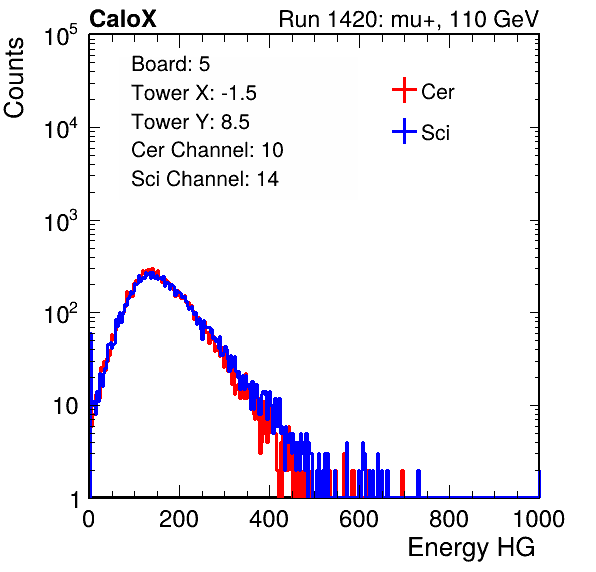 CaloX Run 1420: mu+, 110 GeV
Counts
Board: 5
Tower X: -1.5
Tower Y: 8.5
Cer Channel: 10
Sci Channel: 14
Cer
Sci
10^5
10^4
10^3
10^2
10
1
0 200 400 600 800 1000
Energy HG